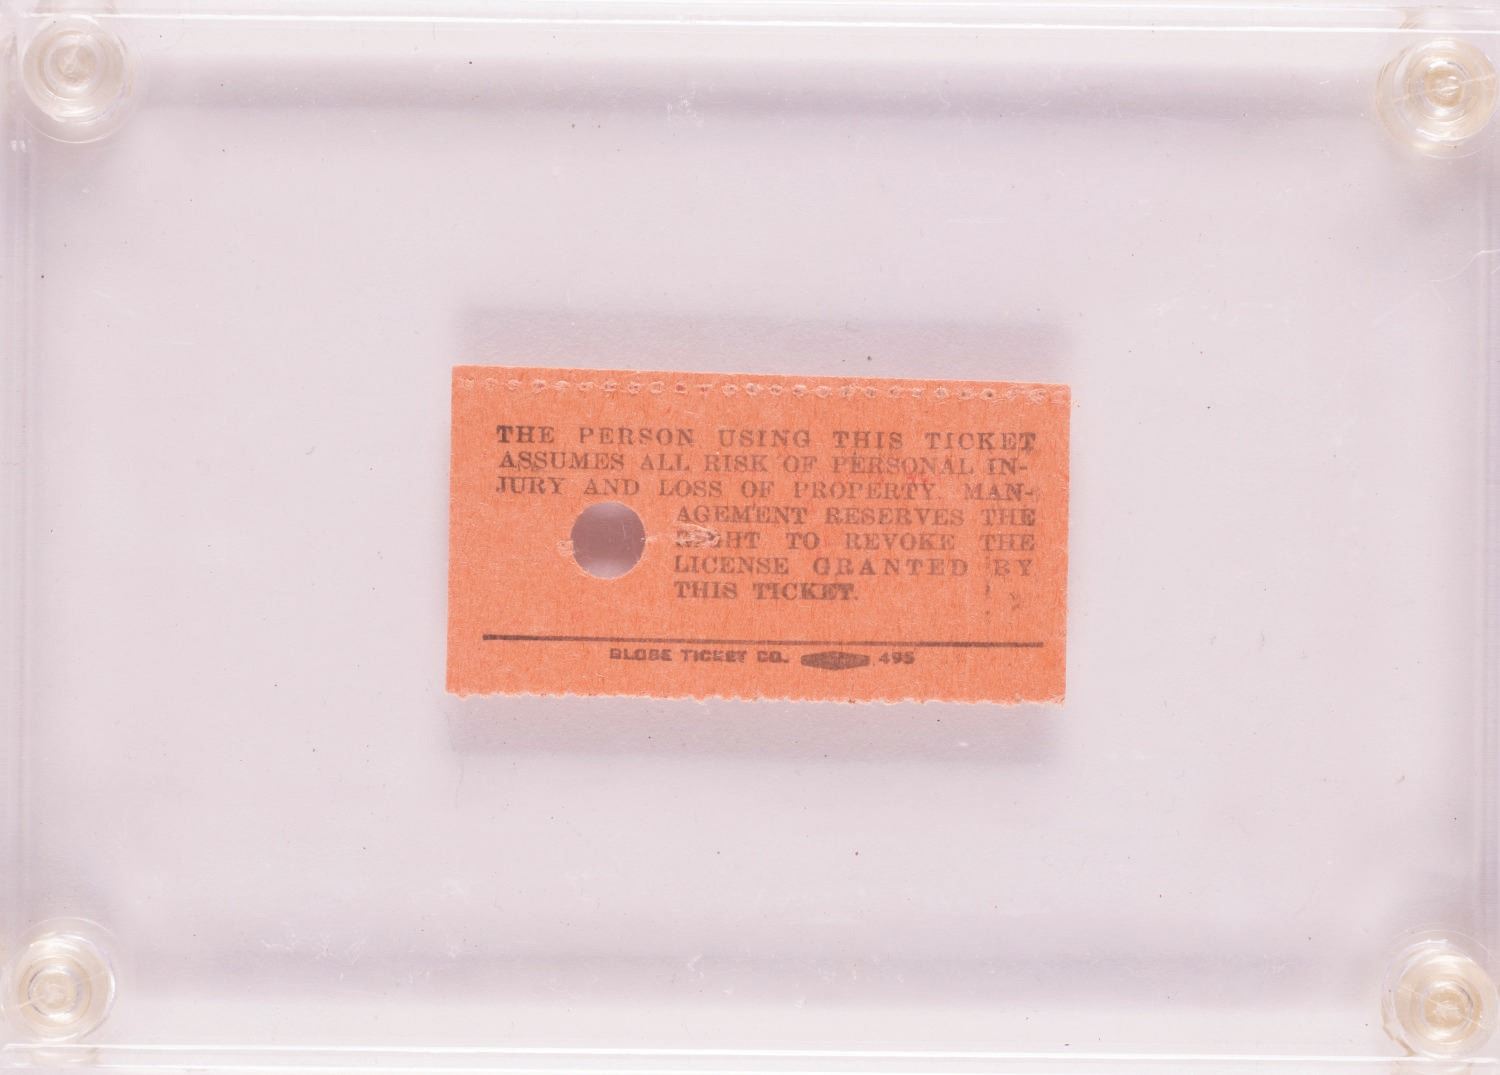 THE PERSON USING THIS TICKET
ASSUMES ALL RISK OF PERSONAL IN-
JURY AND LOSS OF PROPERTY. MAN-
AGEMENT RESERVES THE
RIGHT TO REVOKE THE
LICENSE GRANTED BY
THIS TICKET.
GLOBE TICKET CO. 495